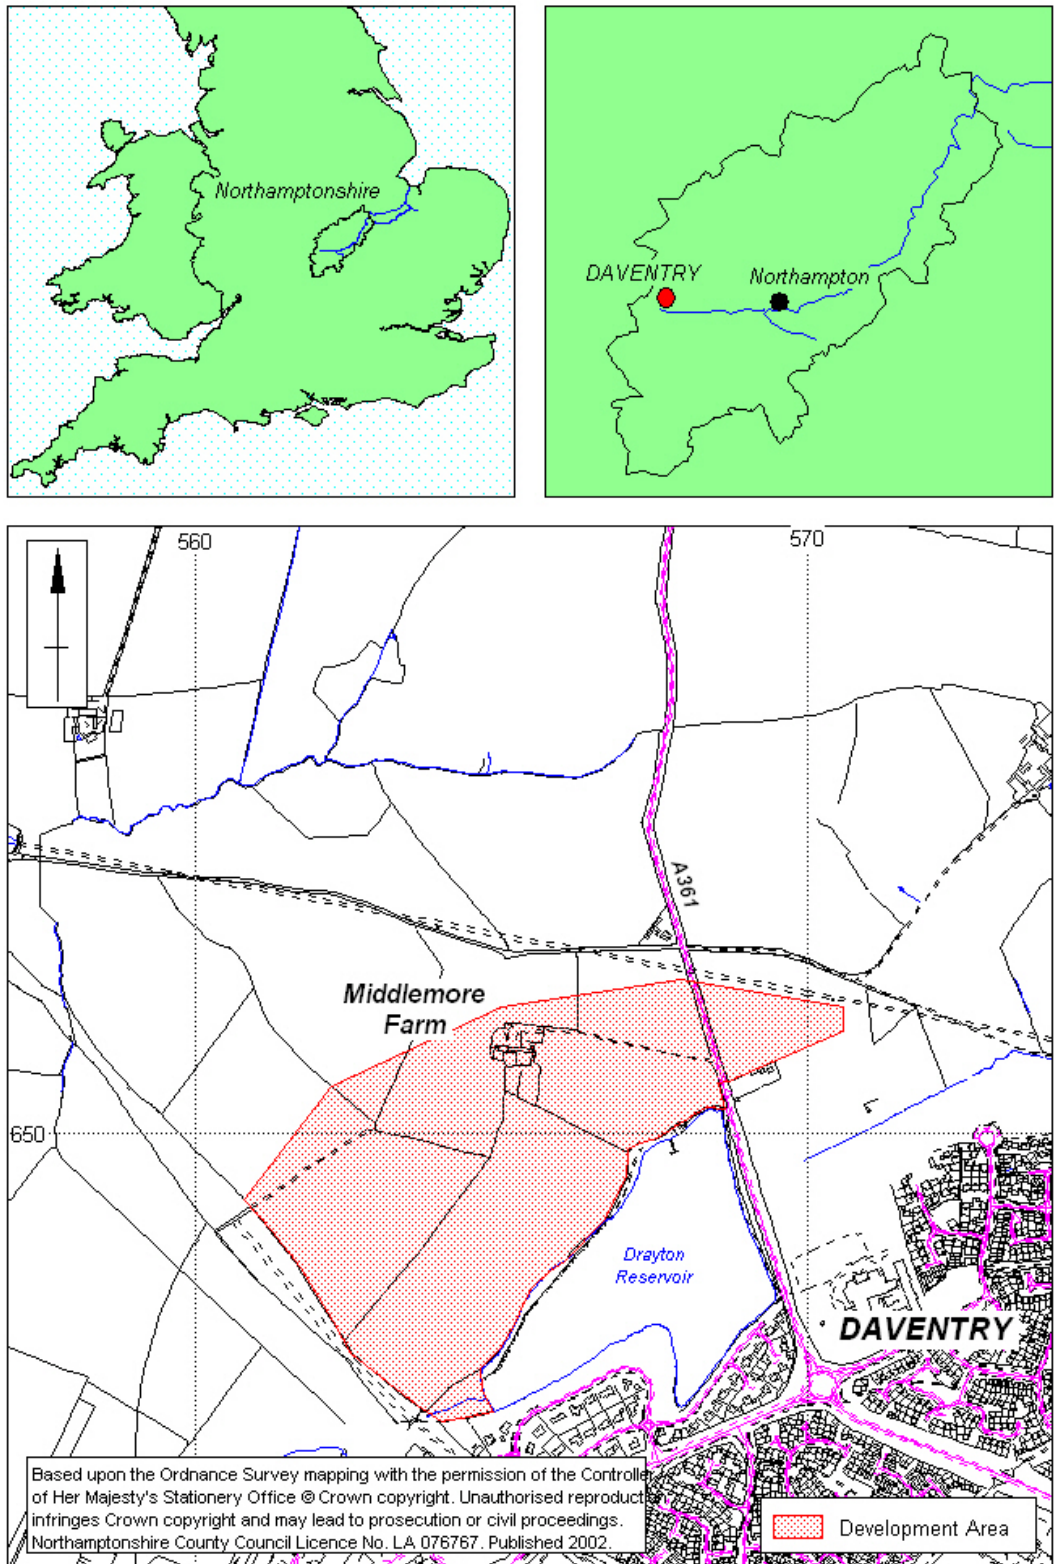 Northamptonshire
DAVENTRY
Northampton
560
570
A361
Middlemore
Farm
650
Drayton
Reservoir
DAVENTRY
Based upon the Ordnance Survey mapping with the permission of the Controlle
of Her Majesty's Stationery Office © Crown copyright. Unauthorised reproduct
infringes Crown copyright and may lead to prosecution or civil proceedings.
Northamptonshire County Council Licence No. LA 076767. Published 2002.
Development Area